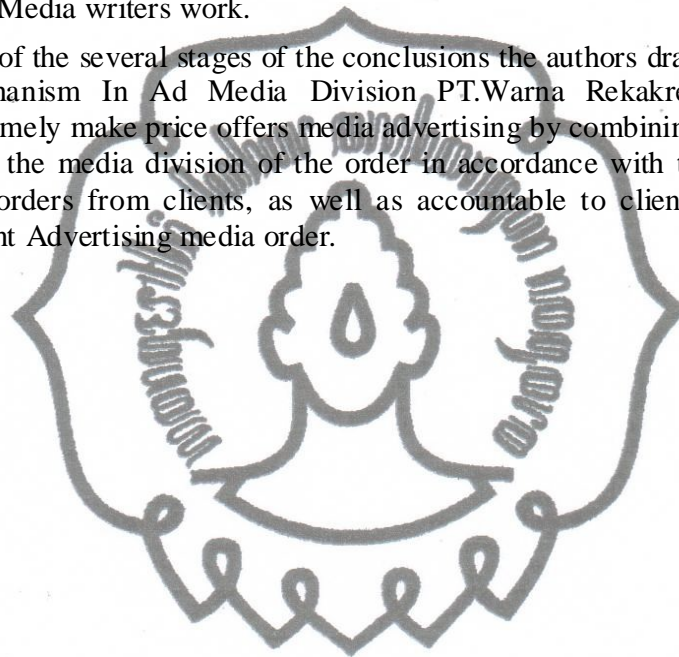 Media writers work.
of the several stages of the conclusions the authors dra
anism In Ad Media Division PT.Warna Rekakre
mely make price offers media advertising by combinin
the media division of the order in accordance with t
orders from clients, as well as accountable to clien
nt Advertising media order.